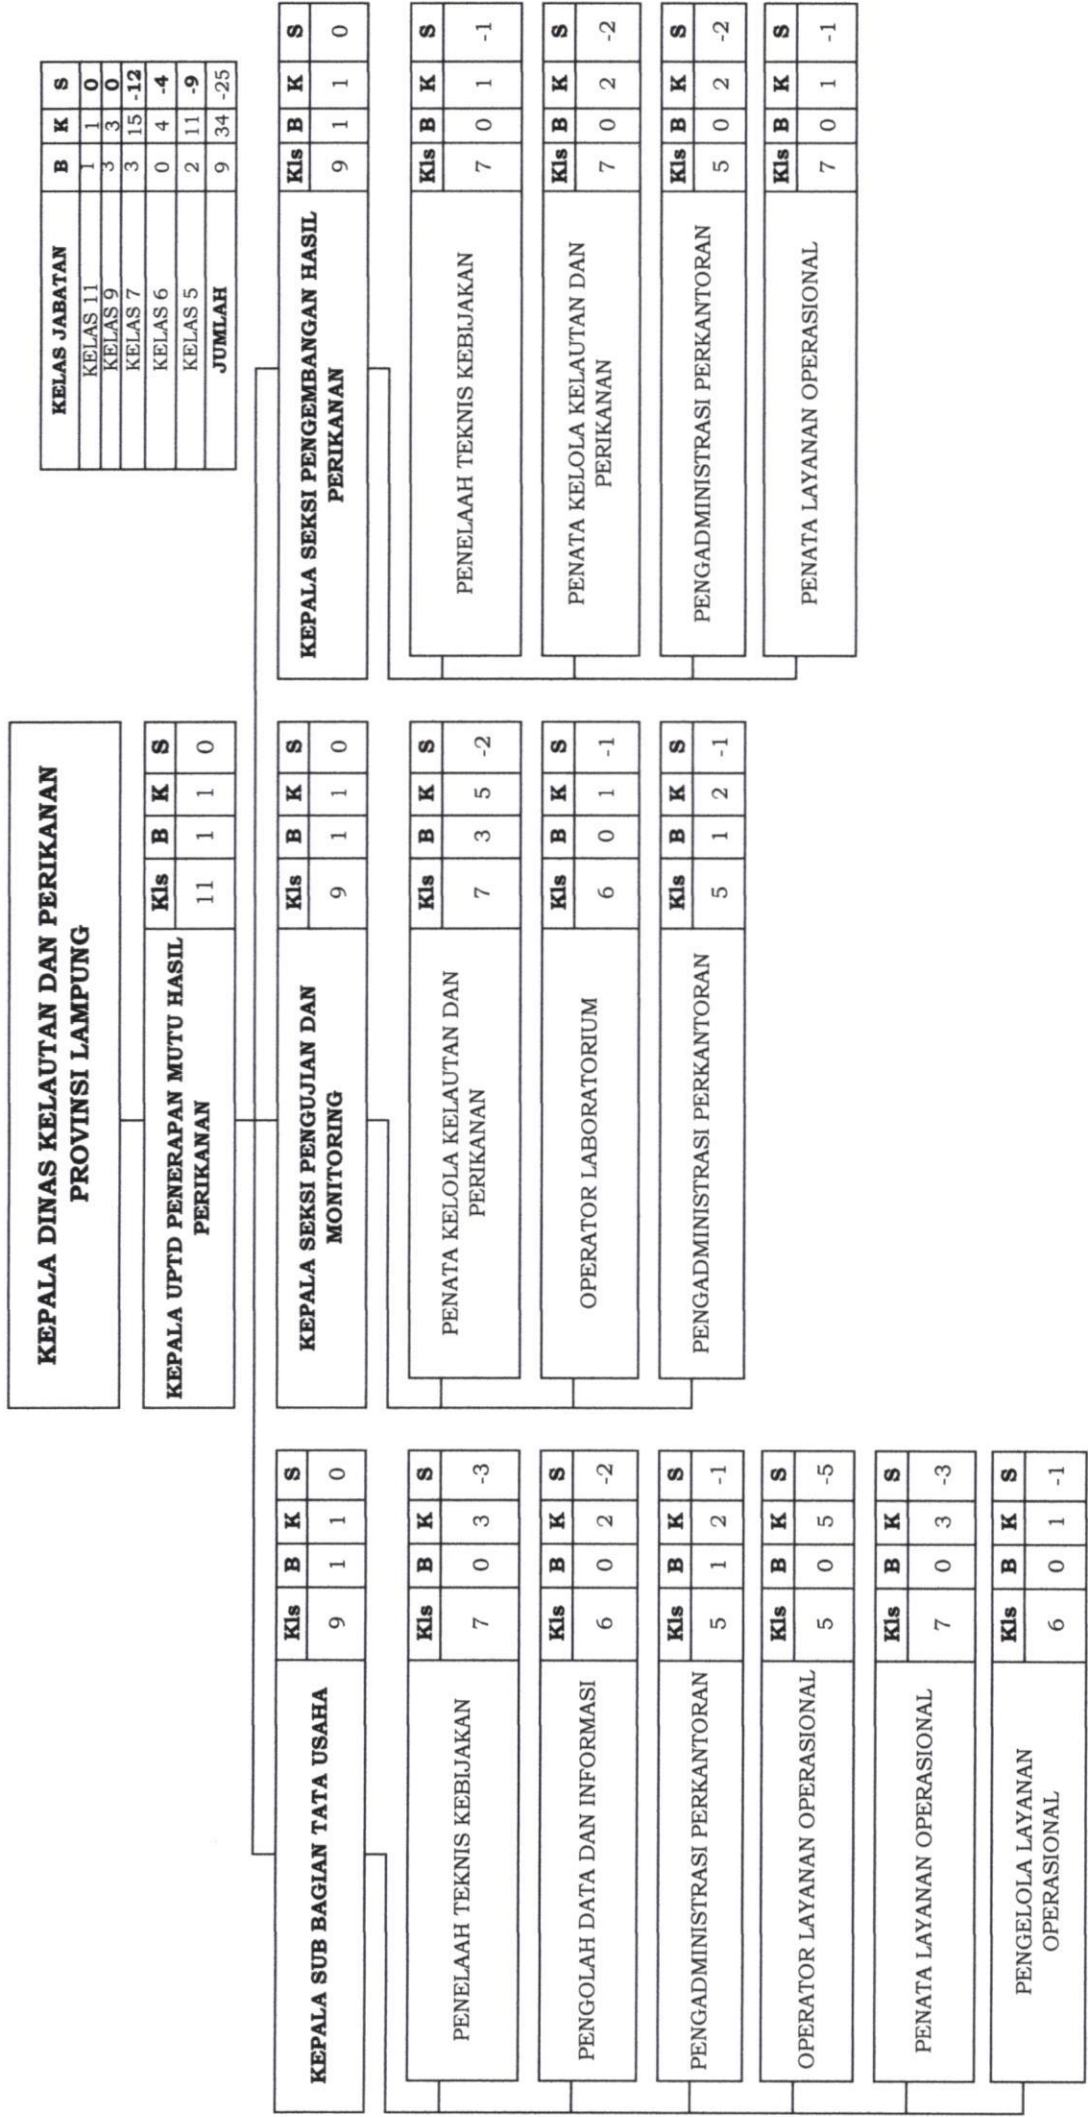 KEPALA DINAS KELAUTAN DAN PERIKANAN
PROVINSI LAMPUNG
KELAS JABATAN B K S
KELAS 11 1 1 0
KELAS 9 3 3 0
KELAS 7 3 15 -12
KELAS 6 0 4 -4
KELAS 5 2 11 -9
JUMLAH 9 34 -25
KEPALA UPTD PENERAPAN MUTU HASIL
PERIKANAN
Kls B K S
11 1 1 0
KEPALA SUB BAGIAN TATA USAHA
Kls B K S
9 1 1 0
PENELAAH TEKNIS KEBIJAKAN
Kls B K S
7 0 3 -3
PENGOLAH DATA DAN INFORMASI
Kls B K S
6 0 2 -2
PENGADMINISTRASI PERKANTORAN
Kls B K S
5 1 2 -1
OPERATOR LAYANAN OPERASIONAL
Kls B K S
5 0 5 -5
PENATA LAYANAN OPERASIONAL
Kls B K S
7 0 3 -3
PENGELOLA LAYANAN
OPERASIONAL
Kls B K S
6 0 1 -1
KEPALA SEKSI PENGUJIAN DAN
MONITORING
Kls B K S
9 1 1 0
PENATA KELOLA KELAUTAN DAN
PERIKANAN
Kls B K S
7 3 5 -2
OPERATOR LABORATORIUM
Kls B K S
6 0 1 -1
PENGADMINISTRASI PERKANTORAN
Kls B K S
5 1 2 -1
KEPALA SEKSI PENGEMBANGAN HASIL
PERIKANAN
Kls B K S
9 1 1 0
PENELAAH TEKNIS KEBIJAKAN
Kls B K S
7 0 1 -1
PENATA KELOLA KELAUTAN DAN
PERIKANAN
Kls B K S
7 0 2 -2
PENGADMINISTRASI PERKANTORAN
Kls B K S
5 0 2 -2
PENATA LAYANAN OPERASIONAL
Kls B K S
7 0 1 -1